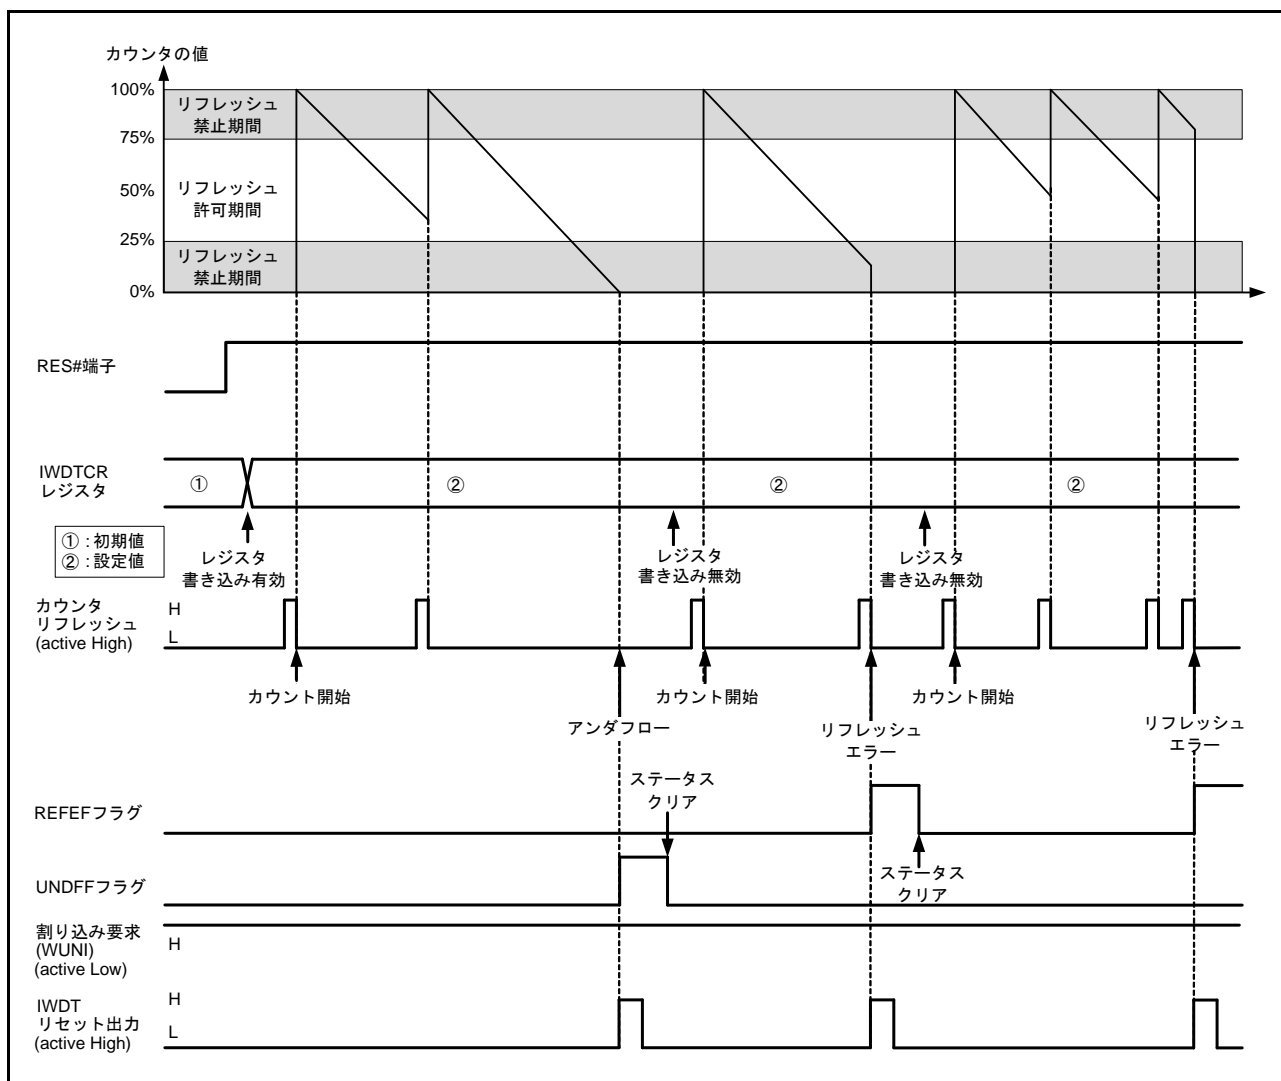 カウンタの値
100%
リフレッシュ
禁止期間
75%
50%
リフレッシュ
許可期間
25%
リフレッシュ
禁止期間
0%
RES#端子
IWDTCR
レジスタ
①
②
②
②
①：初期値
②：設定値
レジスタ
書き込み有効
レジスタ
書き込み無効
レジスタ
書き込み無効
カウンタ
リフレッシュ
(active High)
H
L
カウント開始
カウント開始
カウント開始
アンダフロー
リフレッシュ
エラー
リフレッシュ
エラー
ステータス
クリア
REFEFフラグ
ステータス
クリア
UNDFFフラグ
割り込み要求
(WUNI)
(active Low)
H
IWDT
リセット出力
(active High)
H
L